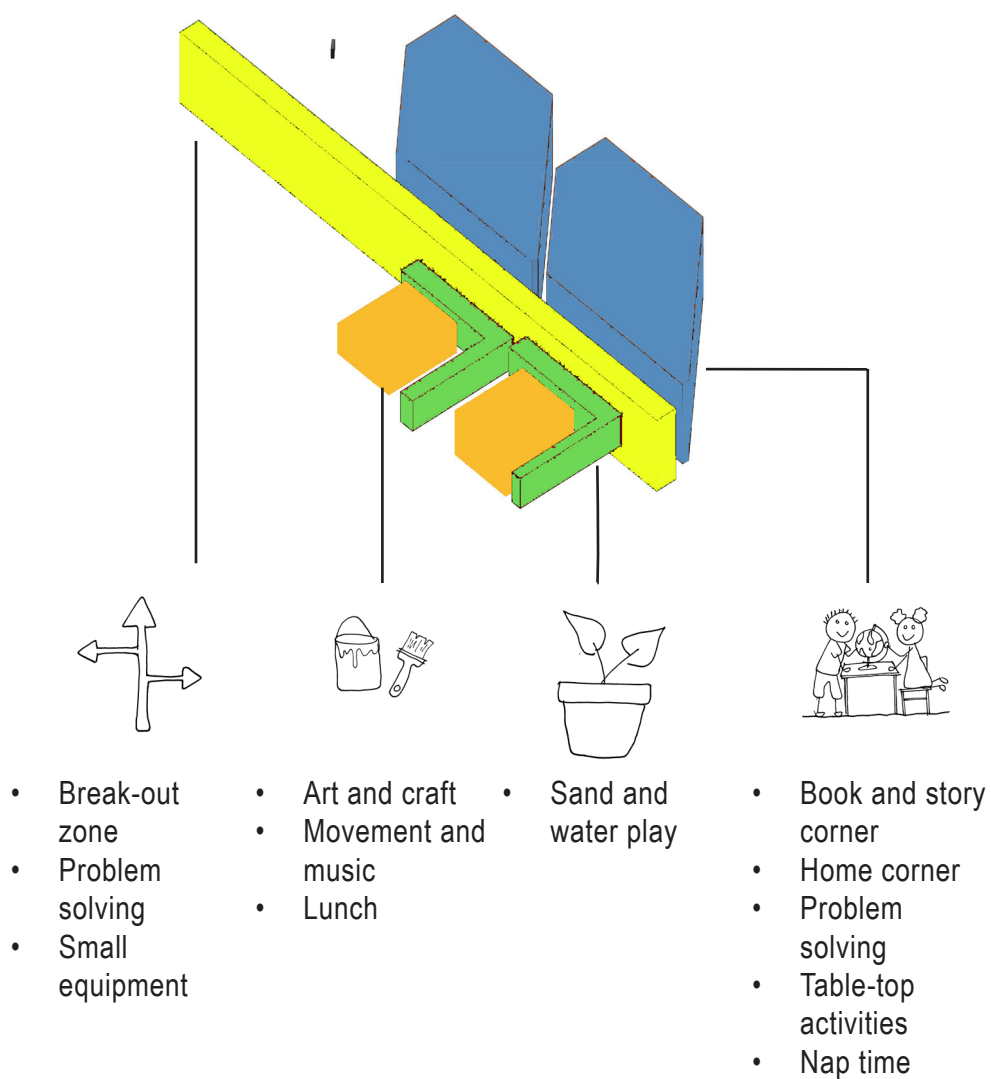 • Break-out
zone
• Problem
solving
• Small
equipment
• Art and craft
• Movement and
music
• Lunch
• Sand and
water play
• Book and story
corner
• Home corner
• Problem
solving
• Table-top
activities
• Nap time